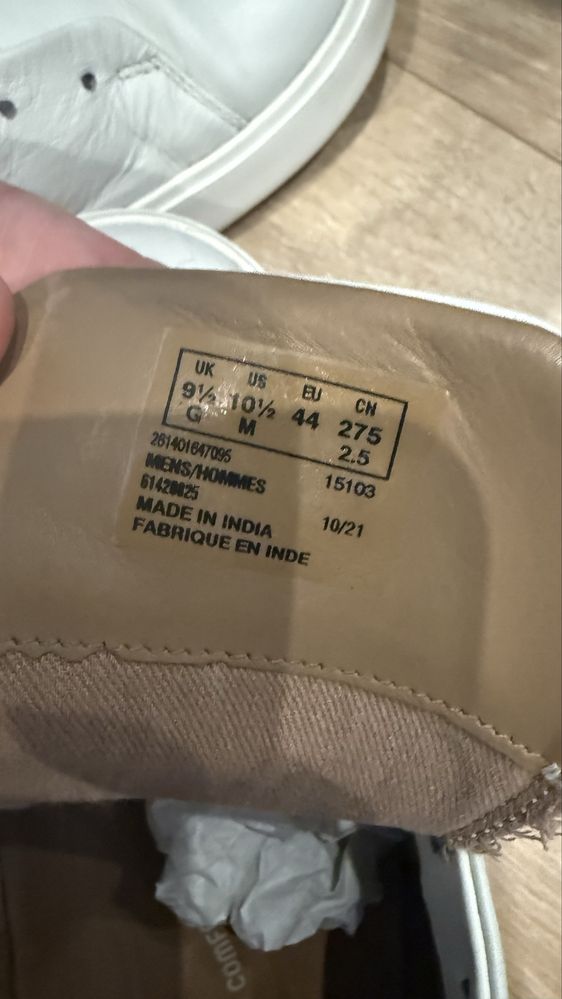 UK US EU CN
9½ 10½ 44 275
G M 2.5
261401647095
MENS/HOMMES 15103
61420025
MADE IN INDIA 10/21
FABRIQUE EN INDE